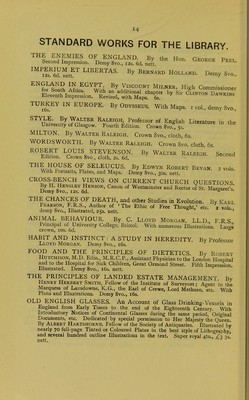 14
STANDARD WORKS FOR THE LIBRARY.
THE ENEMIES OF ENGLAND. By the Hon. GEORGE PEEL.
Second Impression. Demy 8vo., 12s. 6d. nett.
IMPERIUM ET LIBERTAS. By BERNARD HOLLAND. Demy 8vo.,
12s. 6d. nett.
ENGLAND IN EGYPT. By VISCOUNT MILNER, High Commissioner
for South Africa. With an additional chapter by Sir CLINTON DAWKINS
Eleventh Impression. Revised, with Maps. 6s.
TURKEY IN EUROPE. By ODYSSEUS. With Maps. 1 vol., demy 8vo.,
16s.
STYLE. By WALTER RALEIGH, Professor of English Literature in the
University of Glasgow. Fourth Edition. Crown 8vo., 5s.
MILTON. By WALTER RALEIGH. Crown 8vo., cloth, 6s.
WORDSWORTH. By WALTER RALEIGH. Crown 8vo. cloth, 6s.
ROBERT LOUIS STEVENSON. By WALTER RALEIGH. Second
Edition. Crown 8vo., cloth, 2s. 6d.
THE HOUSE OF SELEUCUS. By EDWYN ROBERT BEVAN. 2 vols.
With Portraits, Plates, and Maps. Demy 8vo., 30s. nett.
CROSS-BENCH VIEWS ON CURRENT CHURCH QUESTIONS.
By H. HENSLEY HENSON, Canon of Westminster and Rector of St. Margaret's.
Demy 8vo., 12s. 6d.
THE CHANCES OF DEATH, and other Studies in Evolution. By KARL
PEARSON, F.R.S., Author of 'The Ethic of Free Thought,' etc. 2 vols.,
demy 8vo., Illustrated, 25s. nett.
ANIMAL BEHAVIOUR. By C. LLOYD MORGAN, LL.D., F.R.S.,
Principal of University College, Bristol. With numerous Illustrations. Large
crown, 10s. 6d.
HABIT AND INSTINCT: A STUDY IN HEREDITY. By Professor
LLOYD MORGAN. Demy 8vo., 16s.
FOOD AND THE PRINCIPLES OF DIETETICS. By ROBERT
HUTCHISON, M.D. Edin., M.R.C.P., Assistant Physician to the London Hospital
and to the Hospital for Sick Children, Great Ormond Street. Fifth Impression.
Illustrated. Demy 8vo., 16s. nett.
THE PRINCIPLES OF LANDED ESTATE MANAGEMENT. By
HENRY HERBERT SMITH, Fellow of the Institute of Surveyors; Agent to the
Marquess of Lansdowne, K.G., the Earl of Crewe, Lord Methuen, etc. With
Plans and Illustrations. Demy 8vo., 16s.
OLD ENGLISH GLASSES. An Account of Glass Drinking-Vessels in
England from Early Times to the end of the Eighteenth Century. With
Introductory Notices of Continental Glasses during the same period, Original
Documents, etc. Dedicated by special permission to Her Majesty the Queen.
By ALBERT HARTSHORNE, Fellow of the Society of Antiquaries. Illustrated by
nearly 70 full-page Tinted or Coloured Plates in the best style of Lithography,
and several hundred outline Illustrations in the text. Super royal 4to., £3 3s.
nett.